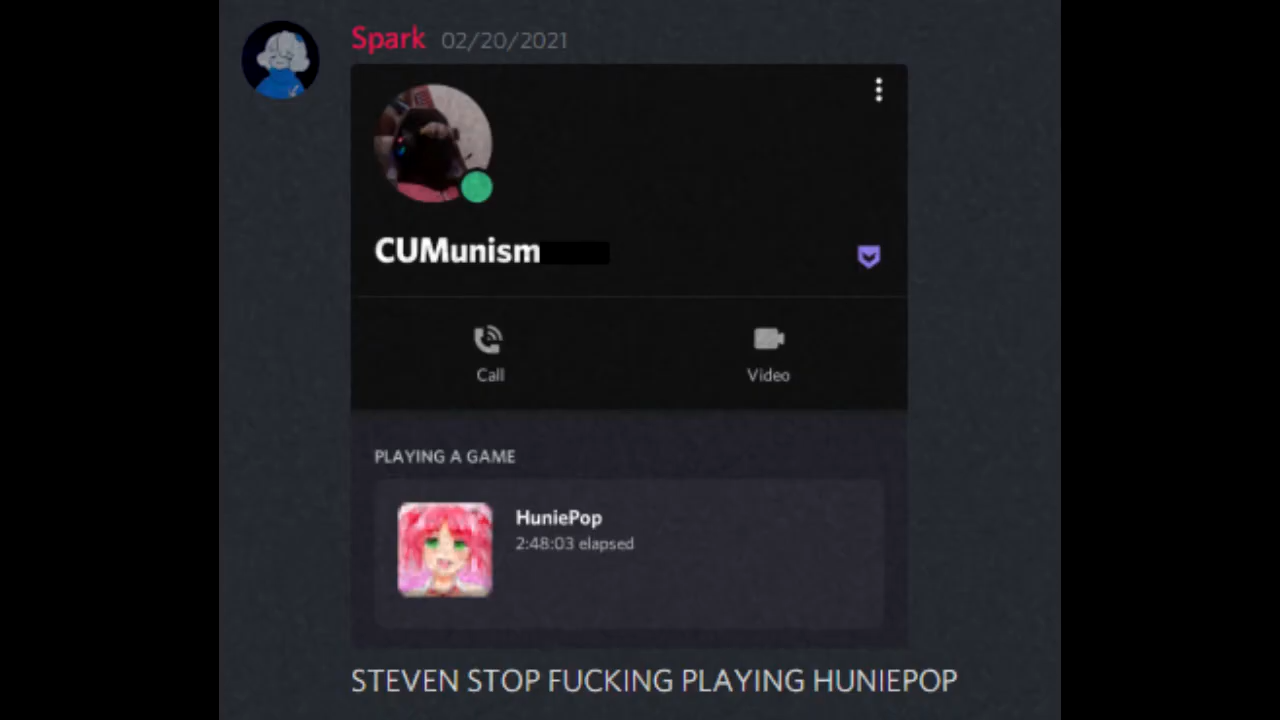 Spark 02/20/2021
CUMunism
Call Video
PLAYING A GAME
HuniePop
2:48:03 elapsed
STEVEN STOP FUCKING PLAYING HUNIEPOP